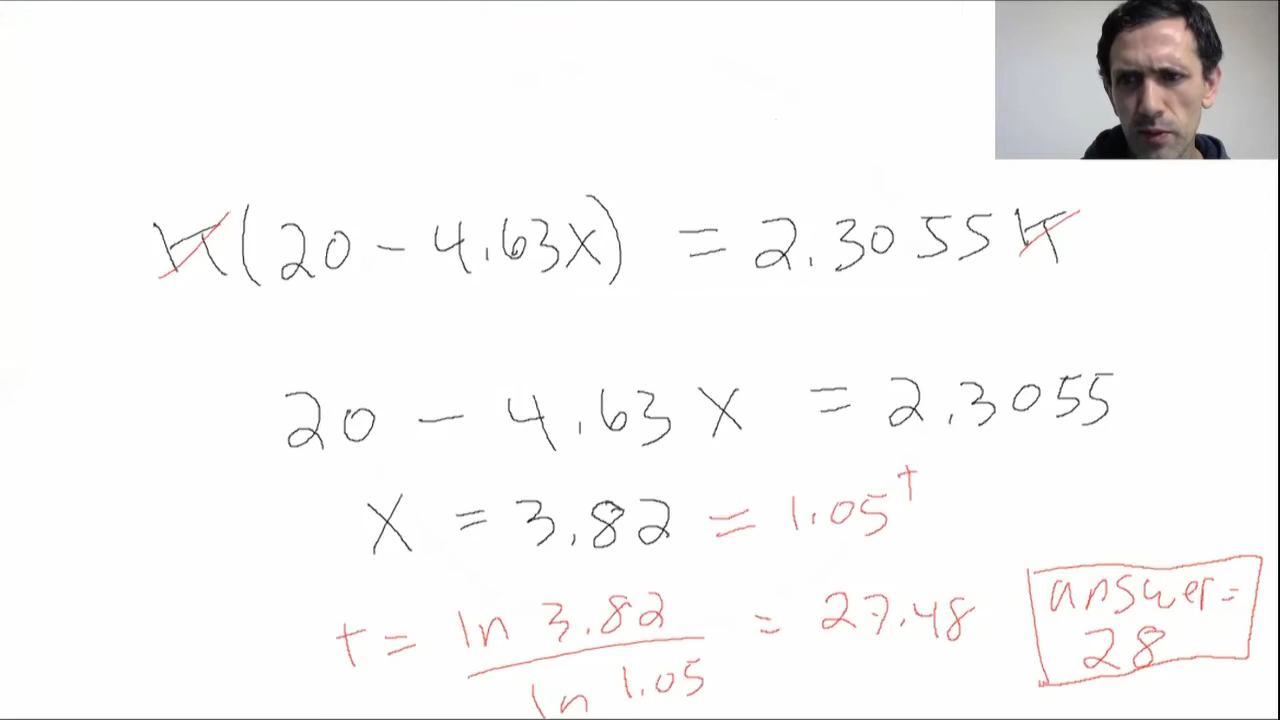 K(20 - 4.63x) = 2.3055K
20 - 4.63x = 2.3055
x = 3.82 = 1.05^t
t = ln 3.82 / ln 1.05 = 27.48
answer =
28